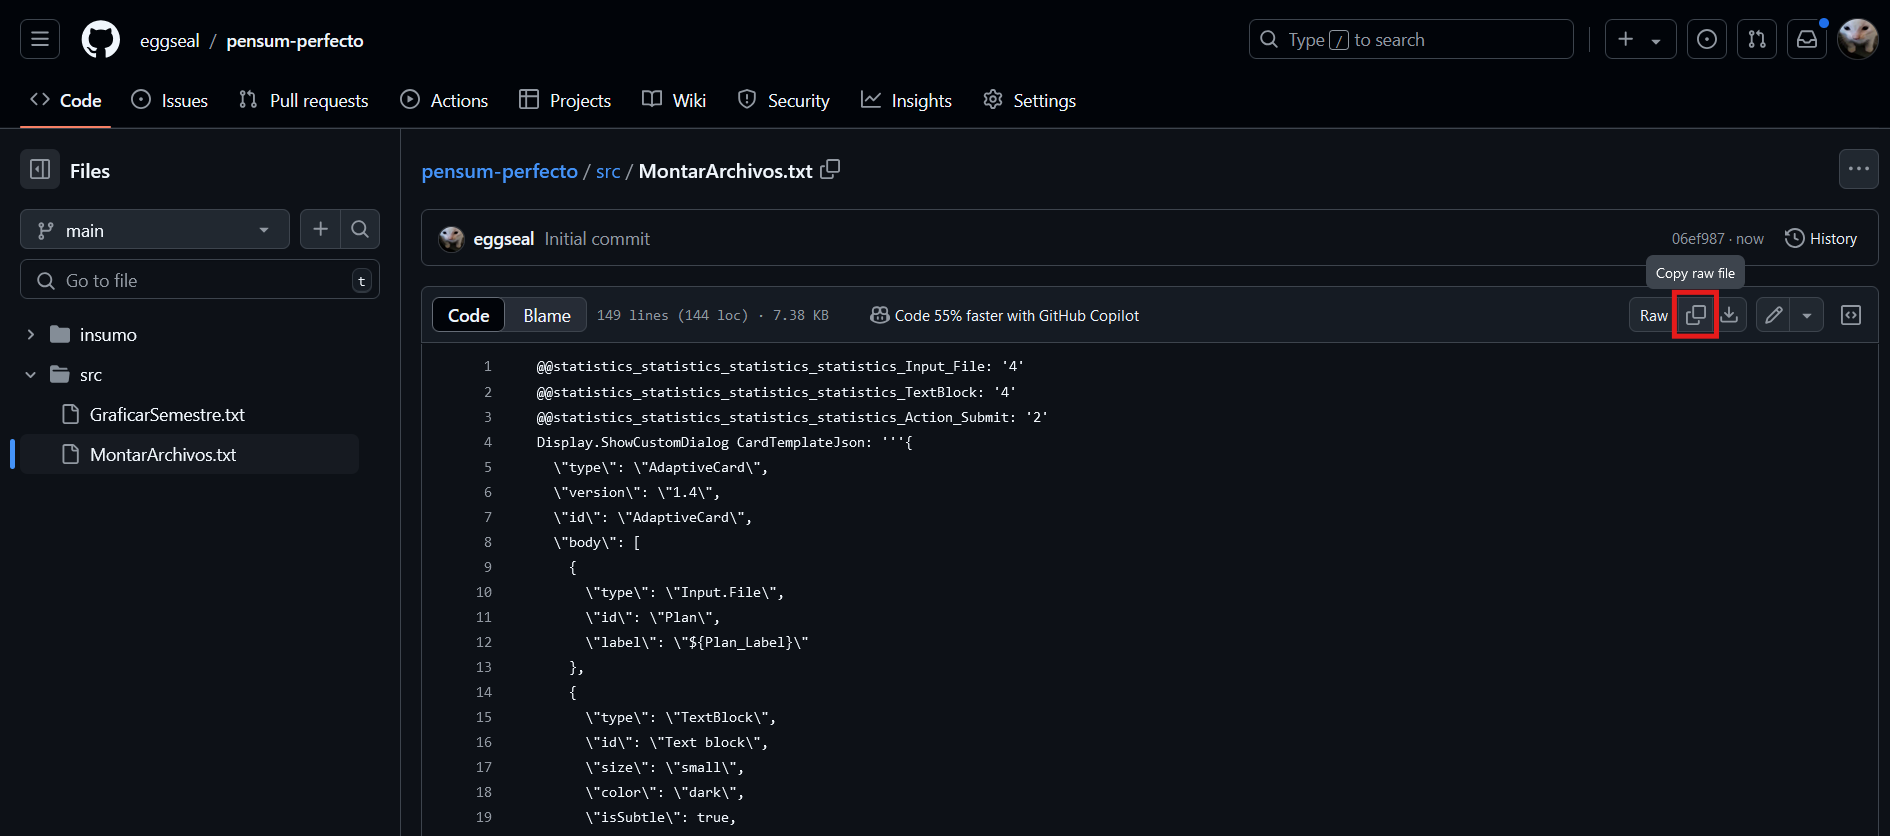 eggseal / pensum-perfecto
Type / to search
Code
Issues
Pull requests
Actions
Projects
Wiki
Security
Insights
Settings
Files
main
Go to file
t
insumo
src
GraficarSemestre.txt
MontarArchivos.txt
pensum-perfecto / src / MontarArchivos.txt
eggseal Initial commit
06ef987 · now
History
Copy raw file
Code
Blame
149 lines (144 loc) · 7.38 KB
Code 55% faster with GitHub Copilot
Raw
1 @@statistics_statistics_statistics_statistics_Input_File: '4'
2 @@statistics_statistics_statistics_statistics_TextBlock: '4'
3 @@statistics_statistics_statistics_statistics_Action_Submit: '2'
4 Display.ShowCustomDialog CardTemplateJson: '''{
5 \"type\": \"AdaptiveCard\",
6 \"version\": \"1.4\",
7 \"id\": \"AdaptiveCard\",
8 \"body\": [
9 {
10 \"type\": \"Input.File\",
11 \"id\": \"Plan\",
12 \"label\": \"${Plan_Label}\"
13 },
14 {
15 \"type\": \"TextBlock\",
16 \"id\": \"Text block\",
17 \"size\": \"small\",
18 \"color\": \"dark\",
19 \"isSubtle\": true,